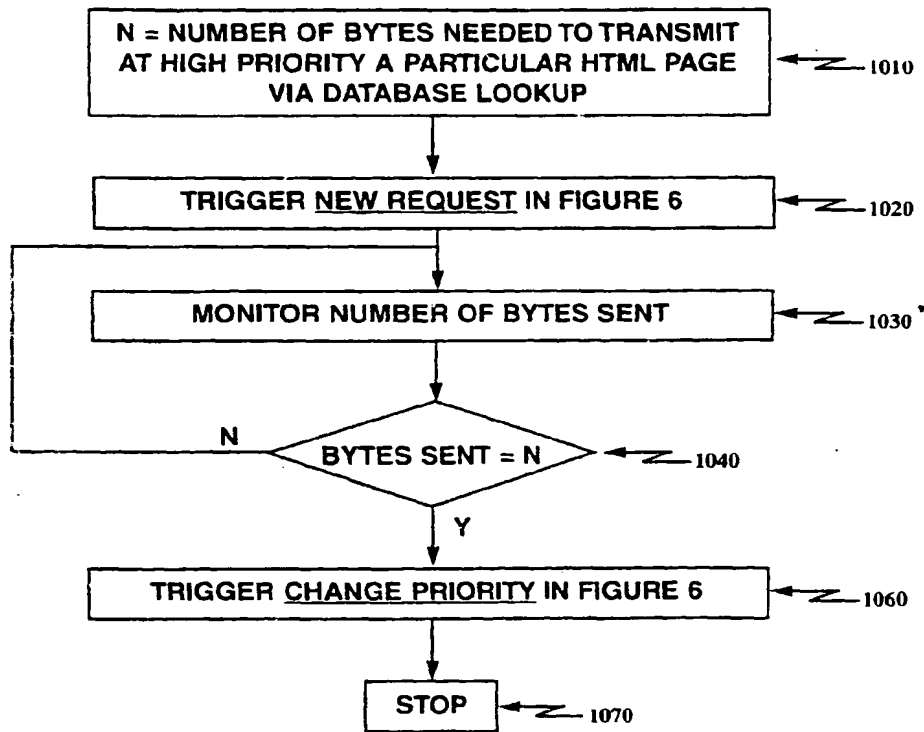 N = NUMBER OF BYTES NEEDED TO TRANSMIT
AT HIGH PRIORITY A PARTICULAR HTML PAGE
VIA DATABASE LOOKUP
1010
TRIGGER NEW REQUEST IN FIGURE 6
1020
MONITOR NUMBER OF BYTES SENT
1030
N
BYTES SENT = N
1040
Y
TRIGGER CHANGE PRIORITY IN FIGURE 6
1060
STOP
1070